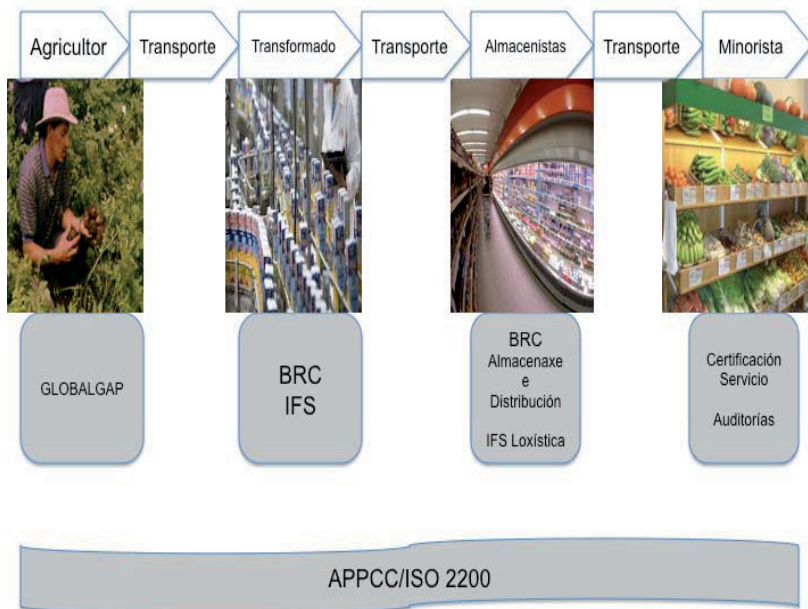 Agricultor
Transporte
Transformado
Transporte
Almacenistas
Transporte
Minorista
GLOBALGAP
BRC
IFS
BRC
Almacenaxe
e
Distribución
IFS Loxística
Certificación
Servicio
Auditorías
APPCC/ISO 2200